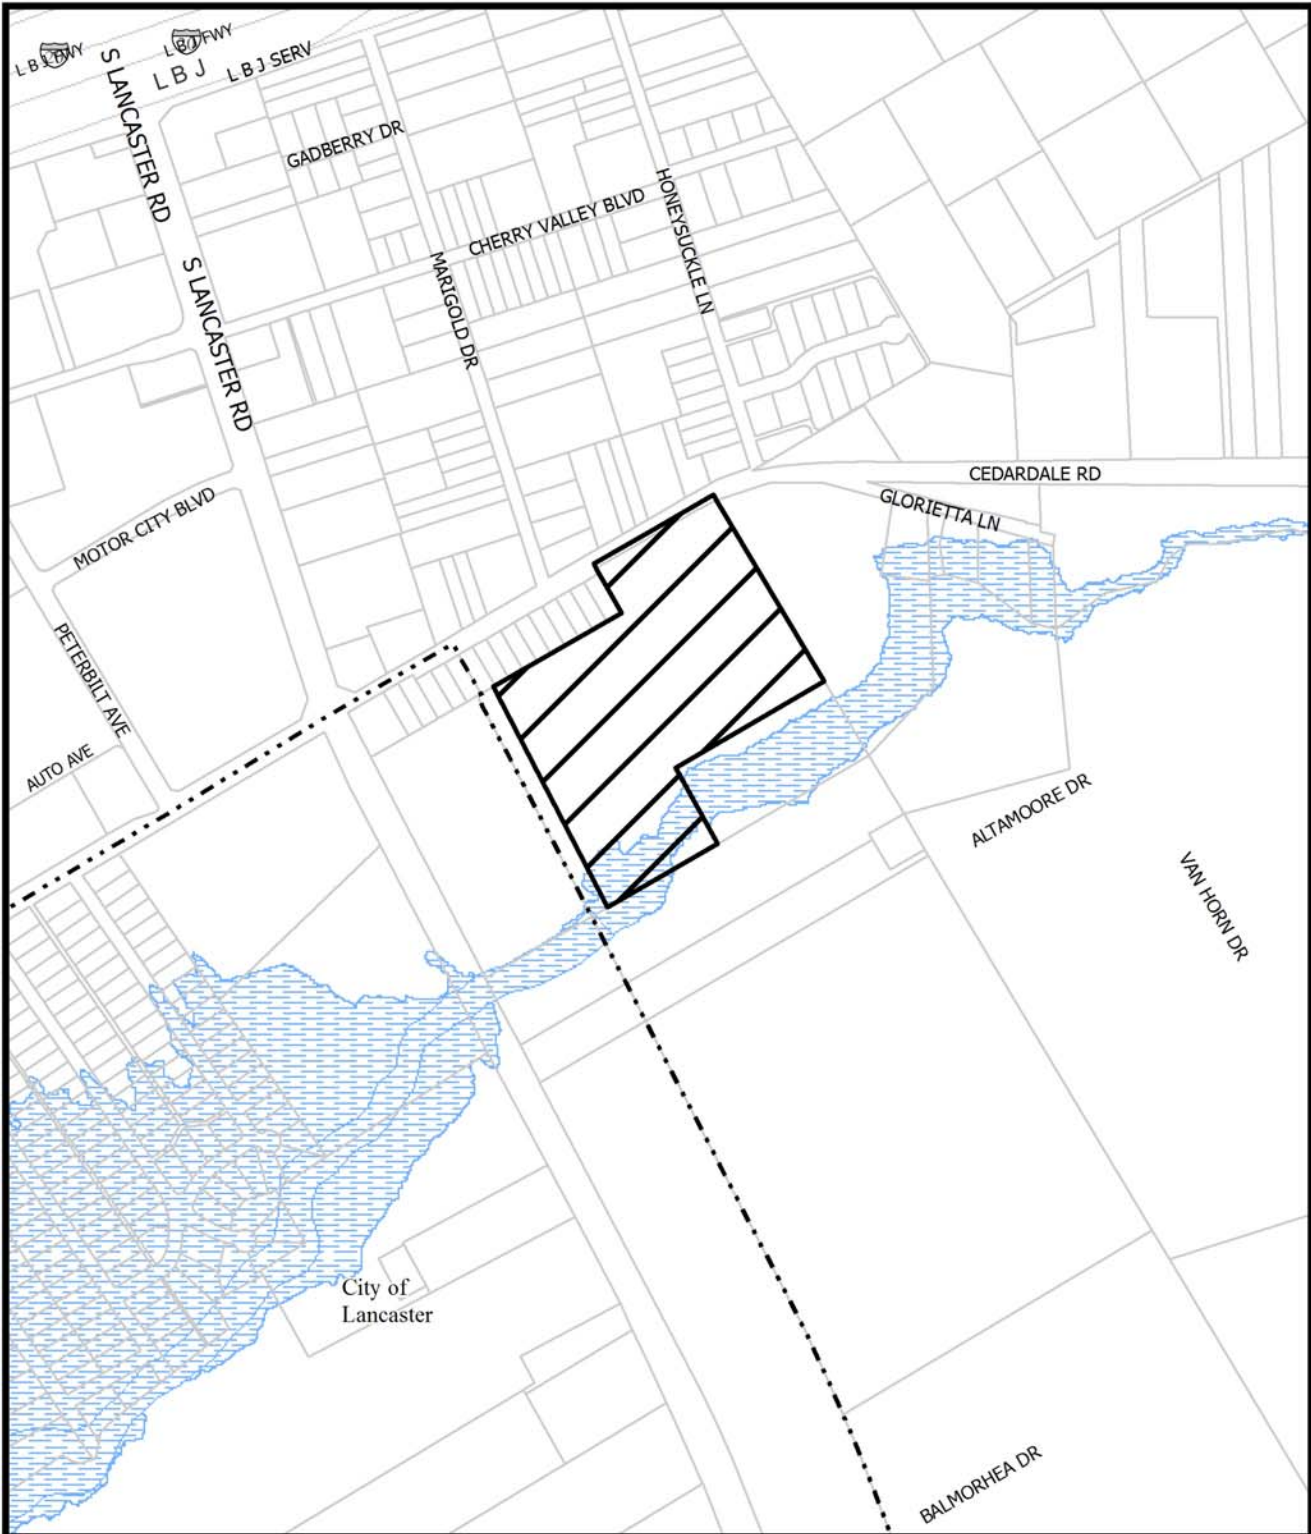 L B J FWY
L B J FWY
L B J
L B J SERV
S LANCASTER RD
GADBERRY DR
HONEYSUCKLE LN
CHERRY VALLEY BLVD
MARIGOLD DR
S LANCASTER RD
CEDARDALE RD
GLORIETTA LN
MOTOR CITY BLVD
PETERBILT AVE
AUTO AVE
ALTAMOORE DR
VAN HORN DR
City of
Lancaster
BALMORHEA DR